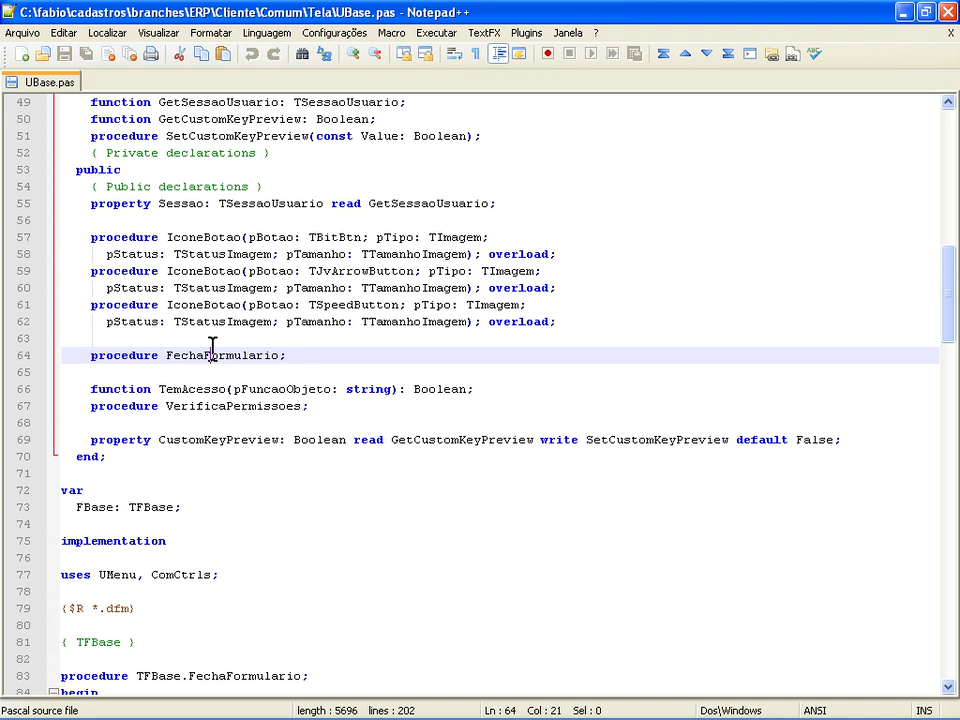 C:\fabio\cadastros\branches\ERP\Cliente\Comum\Tela\UBase.pas - Notepad++
Arquivo Editar Localizar Visualizar Formatar Linguagem Configurações Macro Executar TextFX Plugins Janela ? X
UBase.pas
49 function GetSessaoUsuario: TSessaoUsuario;
50 function GetCustomKeyPreview: Boolean;
51 procedure SetCustomKeyPreview(const Value: Boolean);
52 { Private declarations }
53 public
54 { Public declarations }
55 property Sessao: TSessaoUsuario read GetSessaoUsuario;
56
57 procedure IconeBotao(pBotao: TBitBtn; pTipo: TImagem;
58 pStatus: TStatusImagem; pTamanho: TTamanhoImagem); overload;
59 procedure IconeBotao(pBotao: TJvArrowButton; pTipo: TImagem;
60 pStatus: TStatusImagem; pTamanho: TTamanhoImagem); overload;
61 procedure IconeBotao(pBotao: TSpeedButton; pTipo: TImagem;
62 pStatus: TStatusImagem; pTamanho: TTamanhoImagem); overload;
63
64 procedure FechaFormulario;
65
66 function TemAcesso(pFuncaoObjeto: string): Boolean;
67 procedure VerificaPermissoes;
68
69 property CustomKeyPreview: Boolean read GetCustomKeyPreview write SetCustomKeyPreview default False;
70 end;
71
72 var
73 FBase: TFBase;
74
75 implementation
76
77 uses UMenu, ComCtrls;
78
79 {$R *.dfm}
80
81 { TFBase }
82
83 procedure TFBase.FechaFormulario;
84 begin
Pascal source file length : 5696 lines : 202 Ln : 64 Col : 21 Sel : 0 Dos\Windows ANSI INS